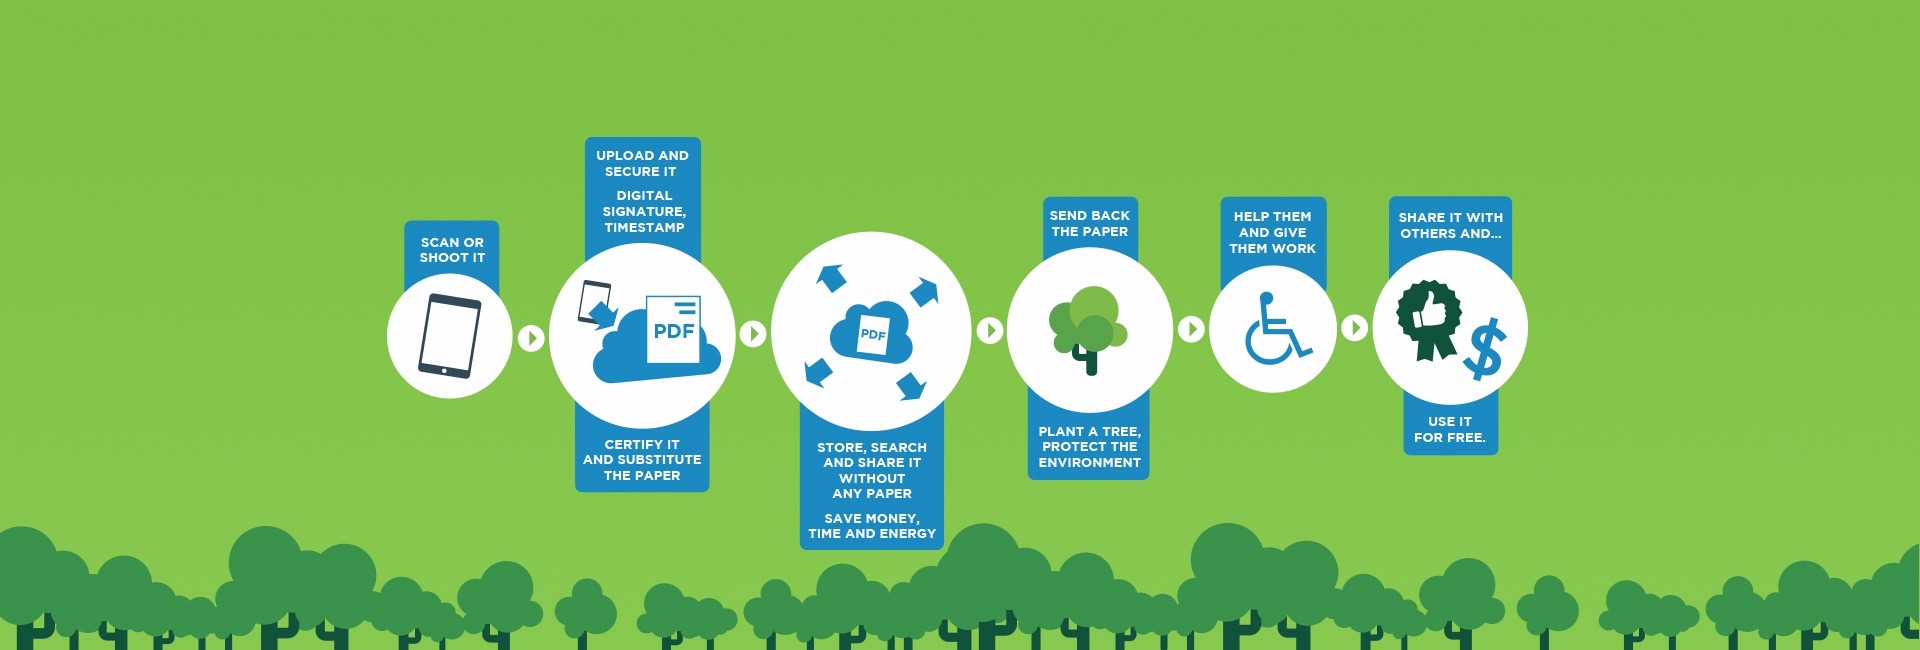 SCAN OR
SHOOT IT
UPLOAD AND
SECURE IT
DIGITAL
SIGNATURE,
TIMESTAMP
PDF
CERTIFY IT
AND SUBSTITUTE
THE PAPER
PDF
STORE, SEARCH
AND SHARE IT
WITHOUT
ANY PAPER
SAVE MONEY,
TIME AND ENERGY
SEND BACK
THE PAPER
PLANT A TREE,
PROTECT THE
ENVIRONMENT
HELP THEM
AND GIVE
THEM WORK
SHARE IT WITH
OTHERS AND...
$
USE IT
FOR FREE.